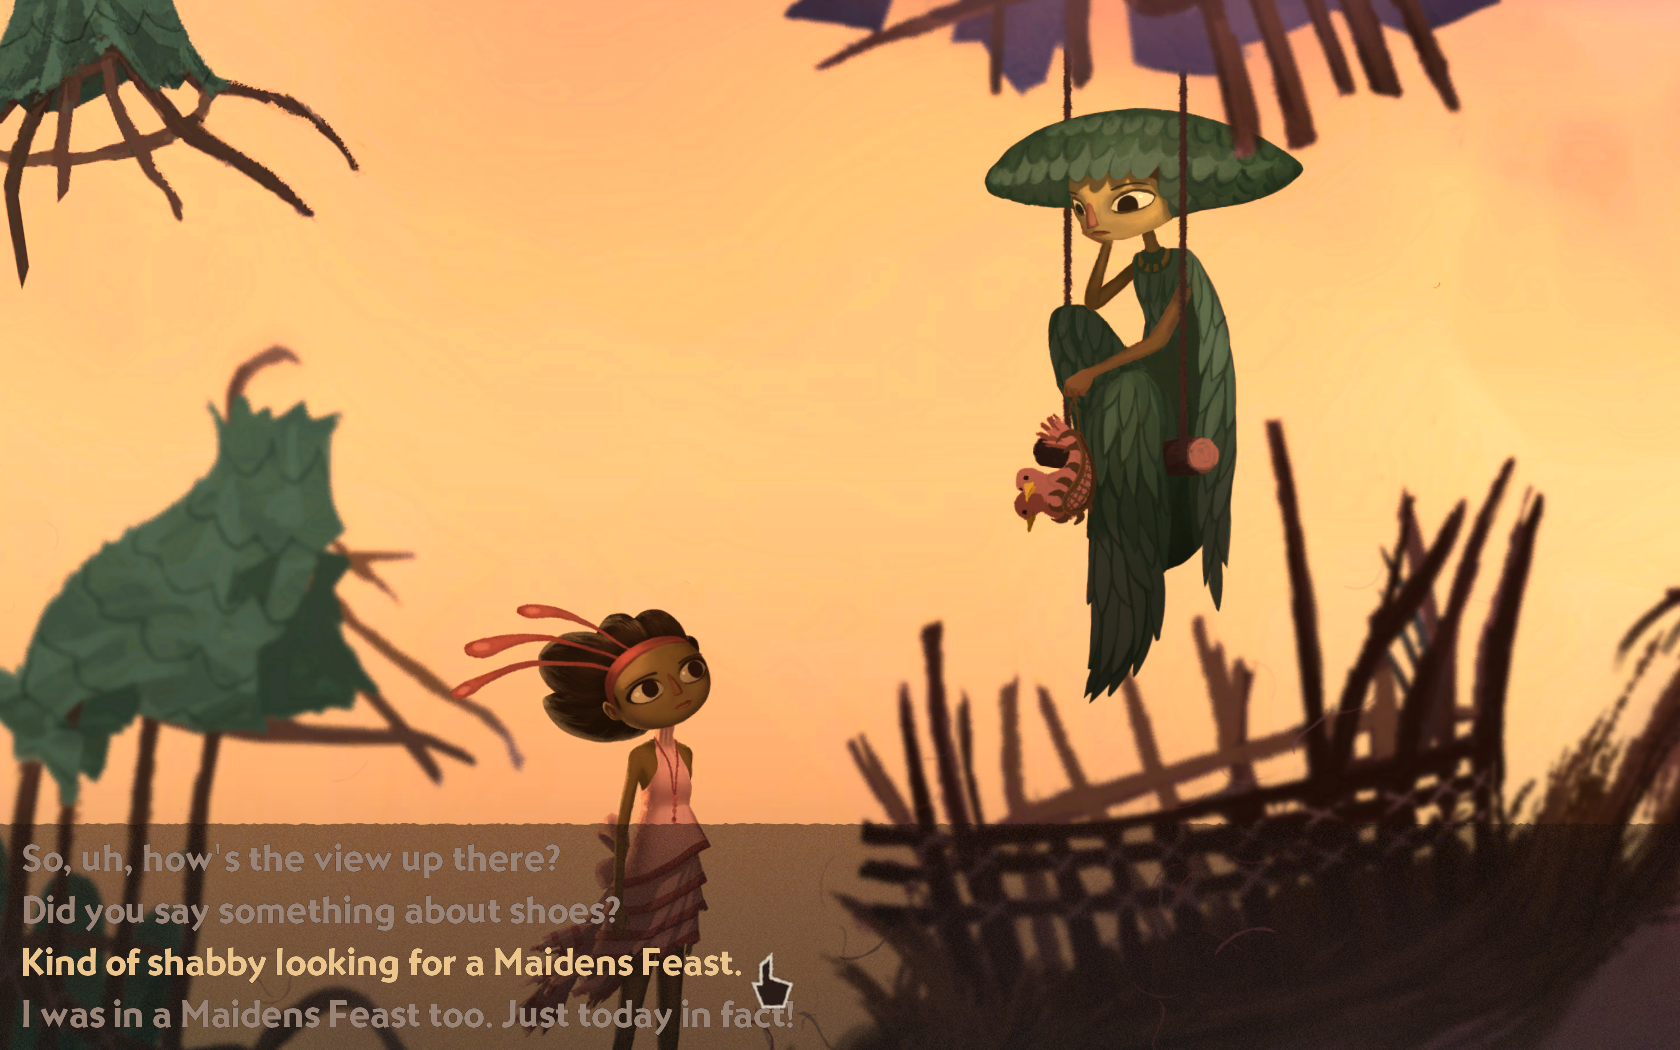 So, uh, how's the view up there?
Did you say something about shoes?
Kind of shabby looking for a Maidens Feast.
I was in a Maidens Feast too. Just today in fact!